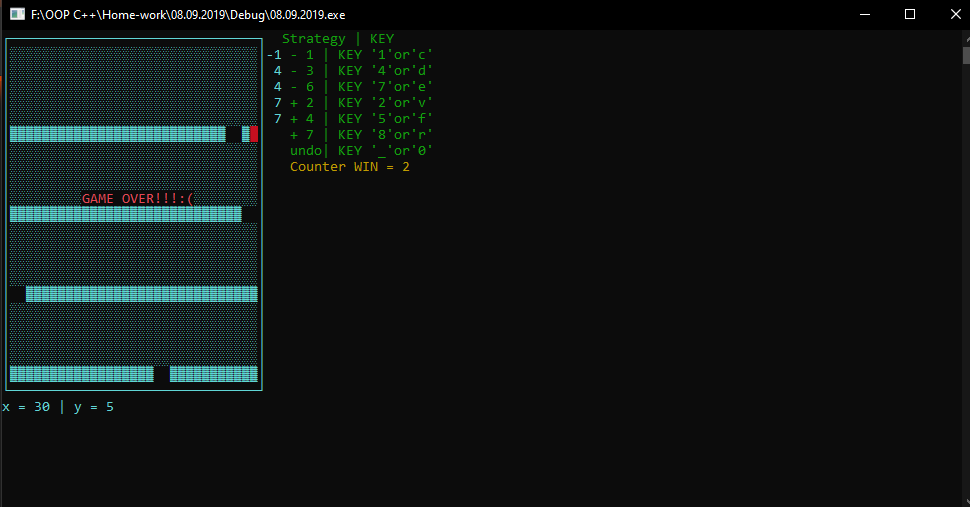 F:\OOP C++\Home-work\08.09.2019\Debug\08.09.2019.exe
Strategy | KEY
-1 - 1 | KEY '1'or'c'
4 - 3 | KEY '4'or'd'
4 - 6 | KEY '7'or'e'
7 + 2 | KEY '2'or'v'
7 + 4 | KEY '5'or'f'
+ 7 | KEY '8'or'r'
undo| KEY '_'or'0'
Counter WIN = 2
GAME OVER!!!:(
x = 30 | y = 5